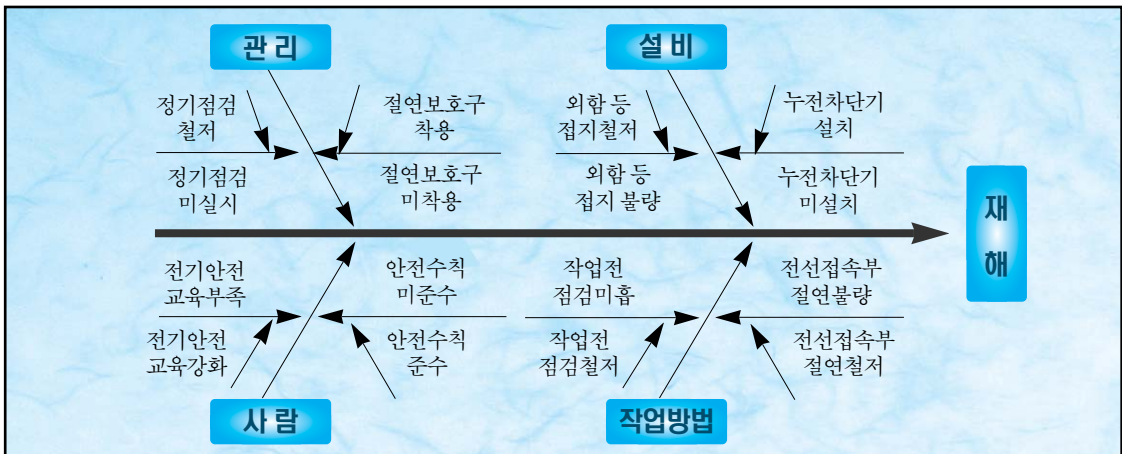 관 리
설 비
정기점검
철저
절연보호구
착용
외함 등
접지철저
누전차단기
설치
정기점검
미실시
절연보호구
미착용
외함 등
접지 불량
누전차단기
미설치
재
해
전기안전
교육부족
안전수칙
미준수
작업전
점검미흡
전선접속부
절연불량
전기안전
교육강화
안전수칙
준수
작업전
점검철저
전선접속부
절연철저
사 람
작업방법